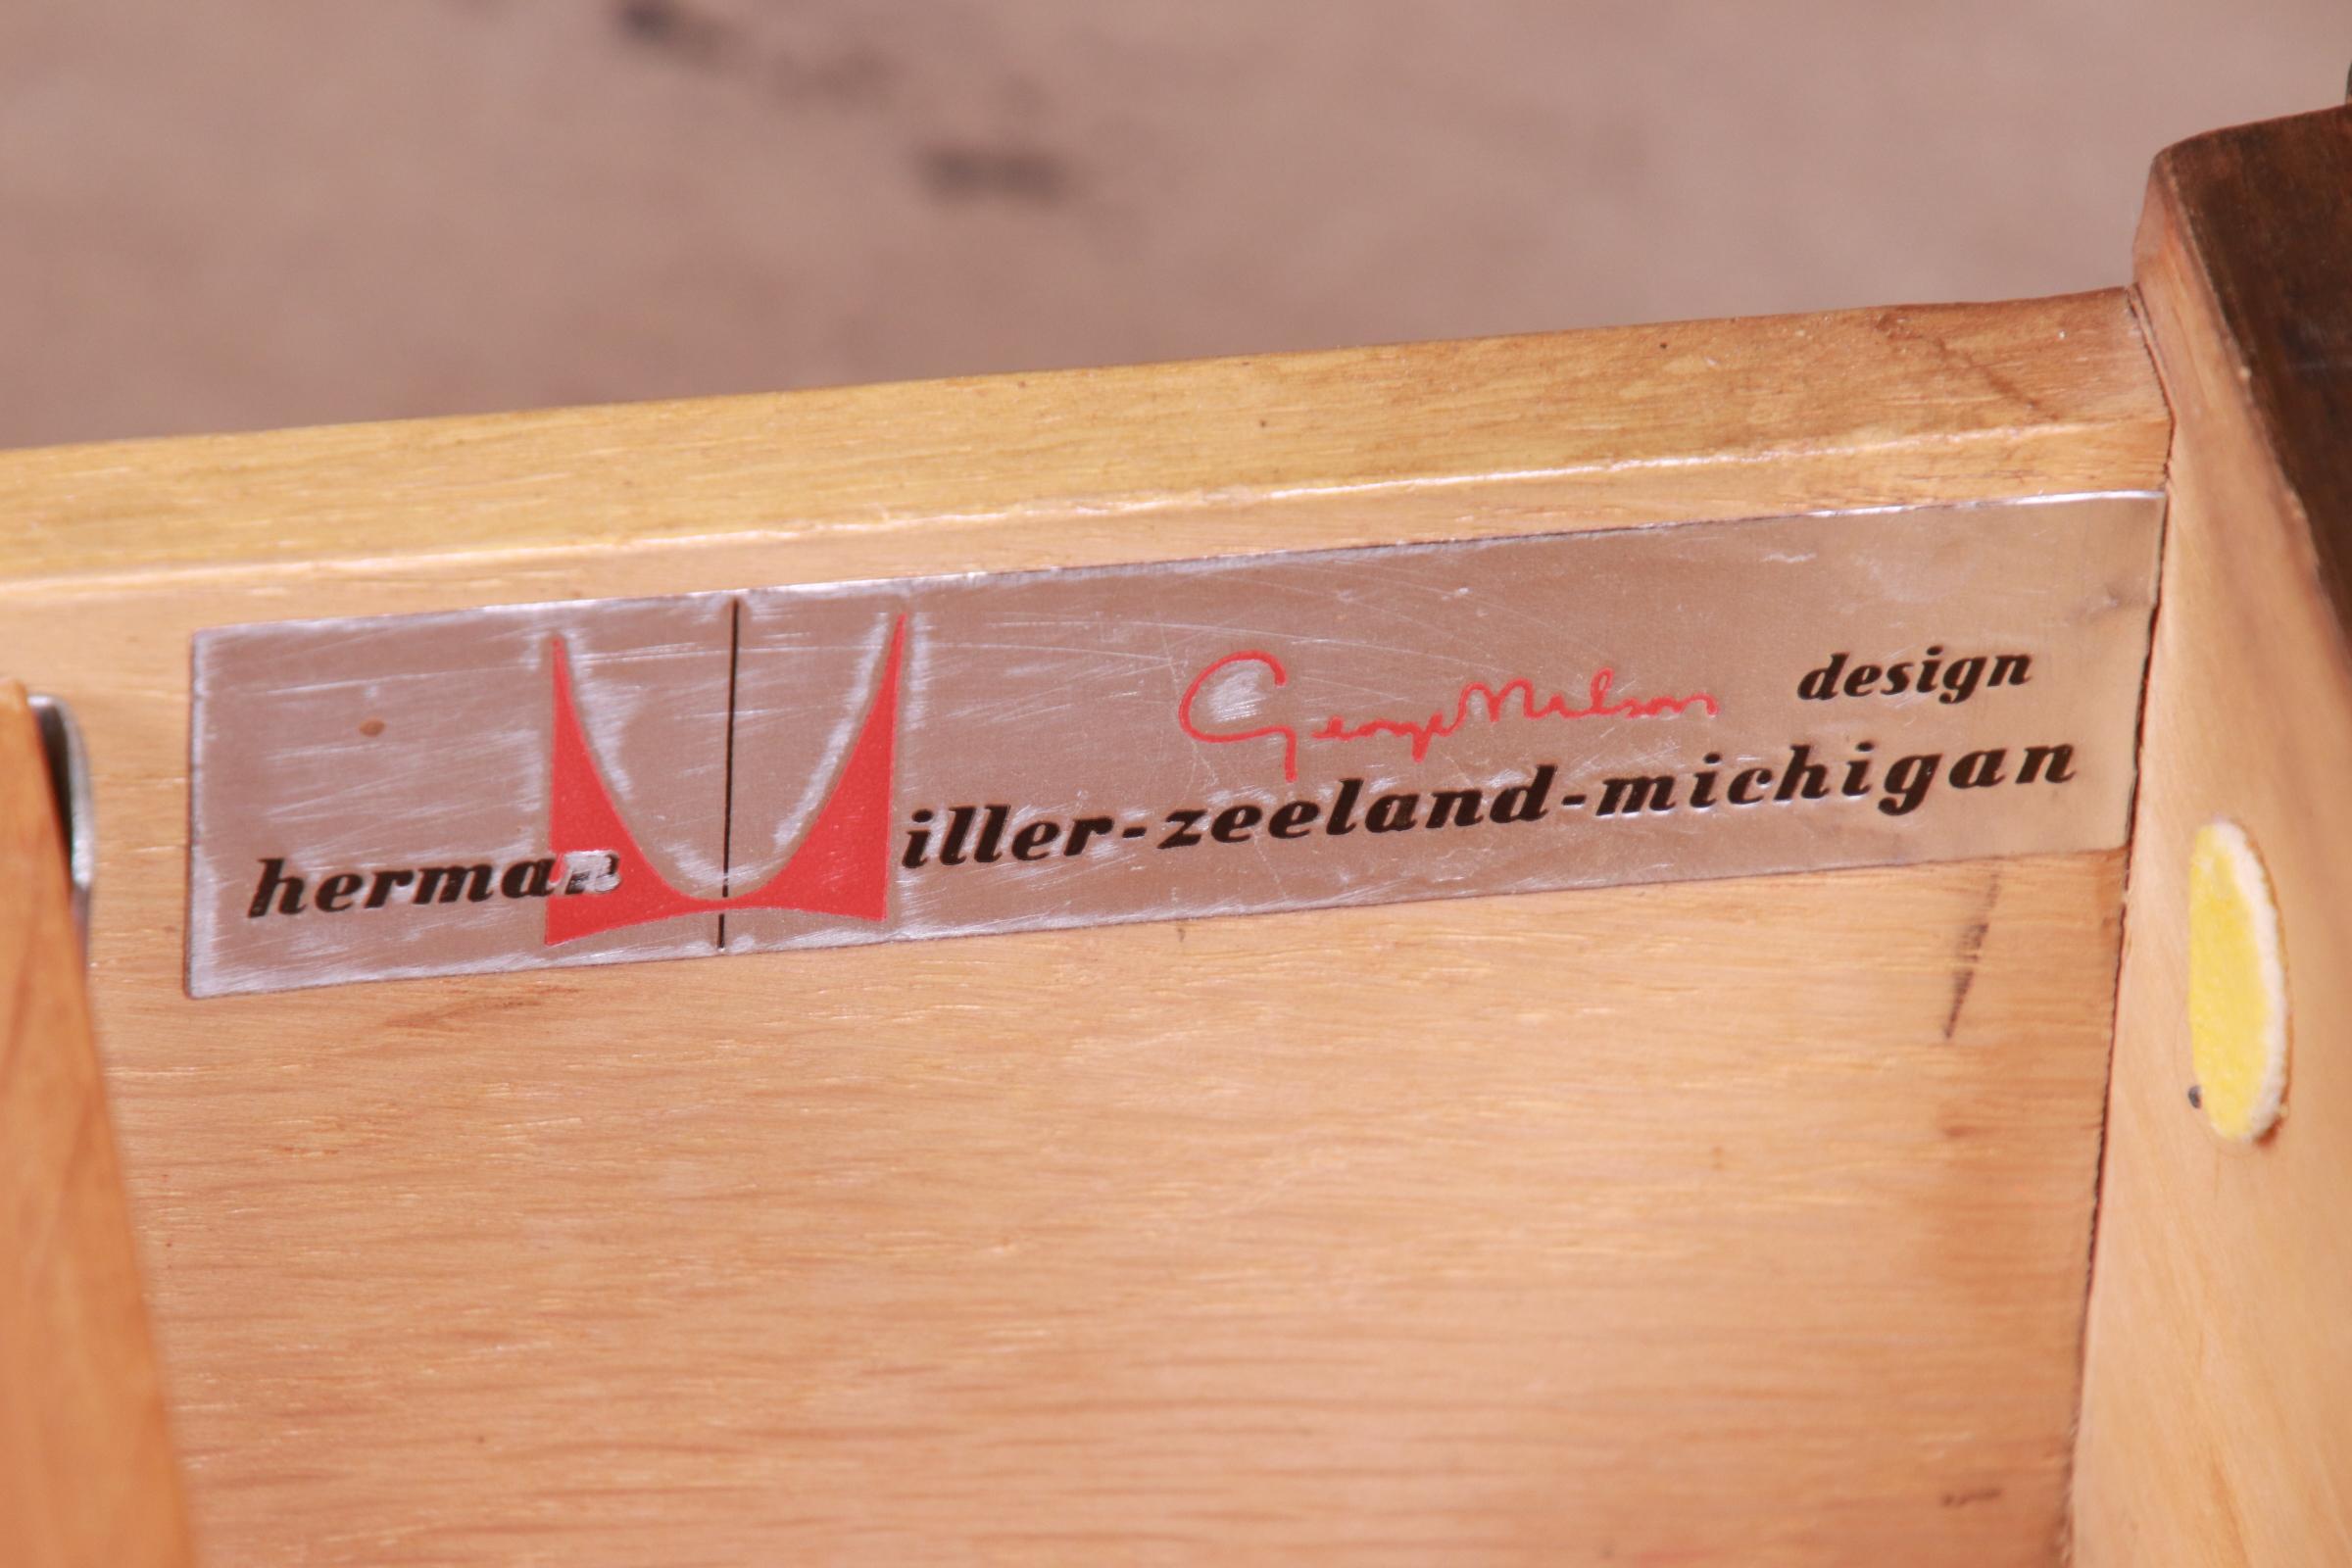 George Nelson design
herman miller-zeeland-michigan